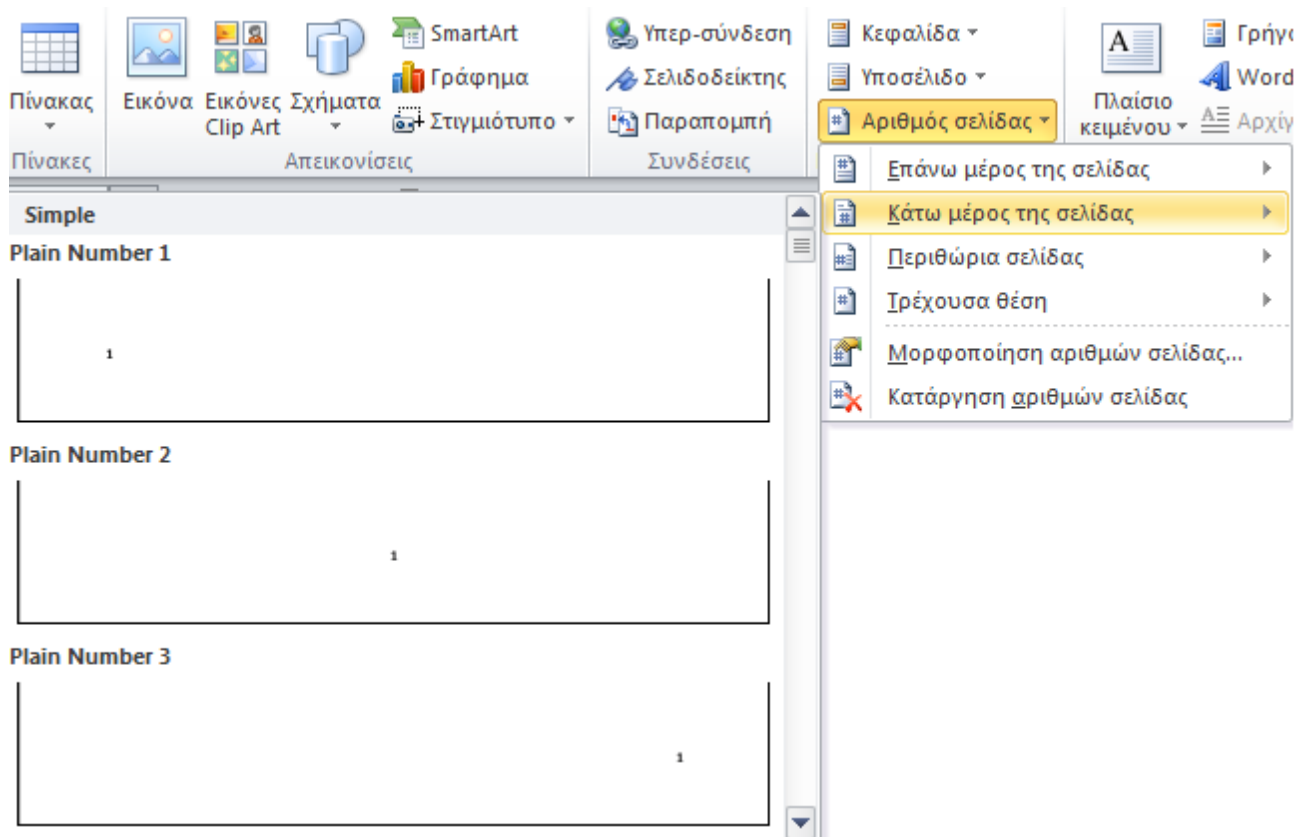 Πίνακας
Πίνακες
Εικόνα
Εικόνες
Clip Art
Σχήματα
SmartArt
Γράφημα
Στιγμιότυπο
Απεικονίσεις
Υπερ-σύνδεση
Σελιδοδείκτης
Παραπομπή
Συνδέσεις
Κεφαλίδα
Υποσέλιδο
Αριθμός σελίδας
A
Πλαίσιο
κειμένου
Word
Επάνω μέρος της σελίδας
Κάτω μέρος της σελίδας
Περιθώρια σελίδας
Τρέχουσα θέση
Μορφοποίηση αριθμών σελίδας...
Κατάργηση αριθμών σελίδας
Simple
Plain Number 1
1
Plain Number 2
1
Plain Number 3
1